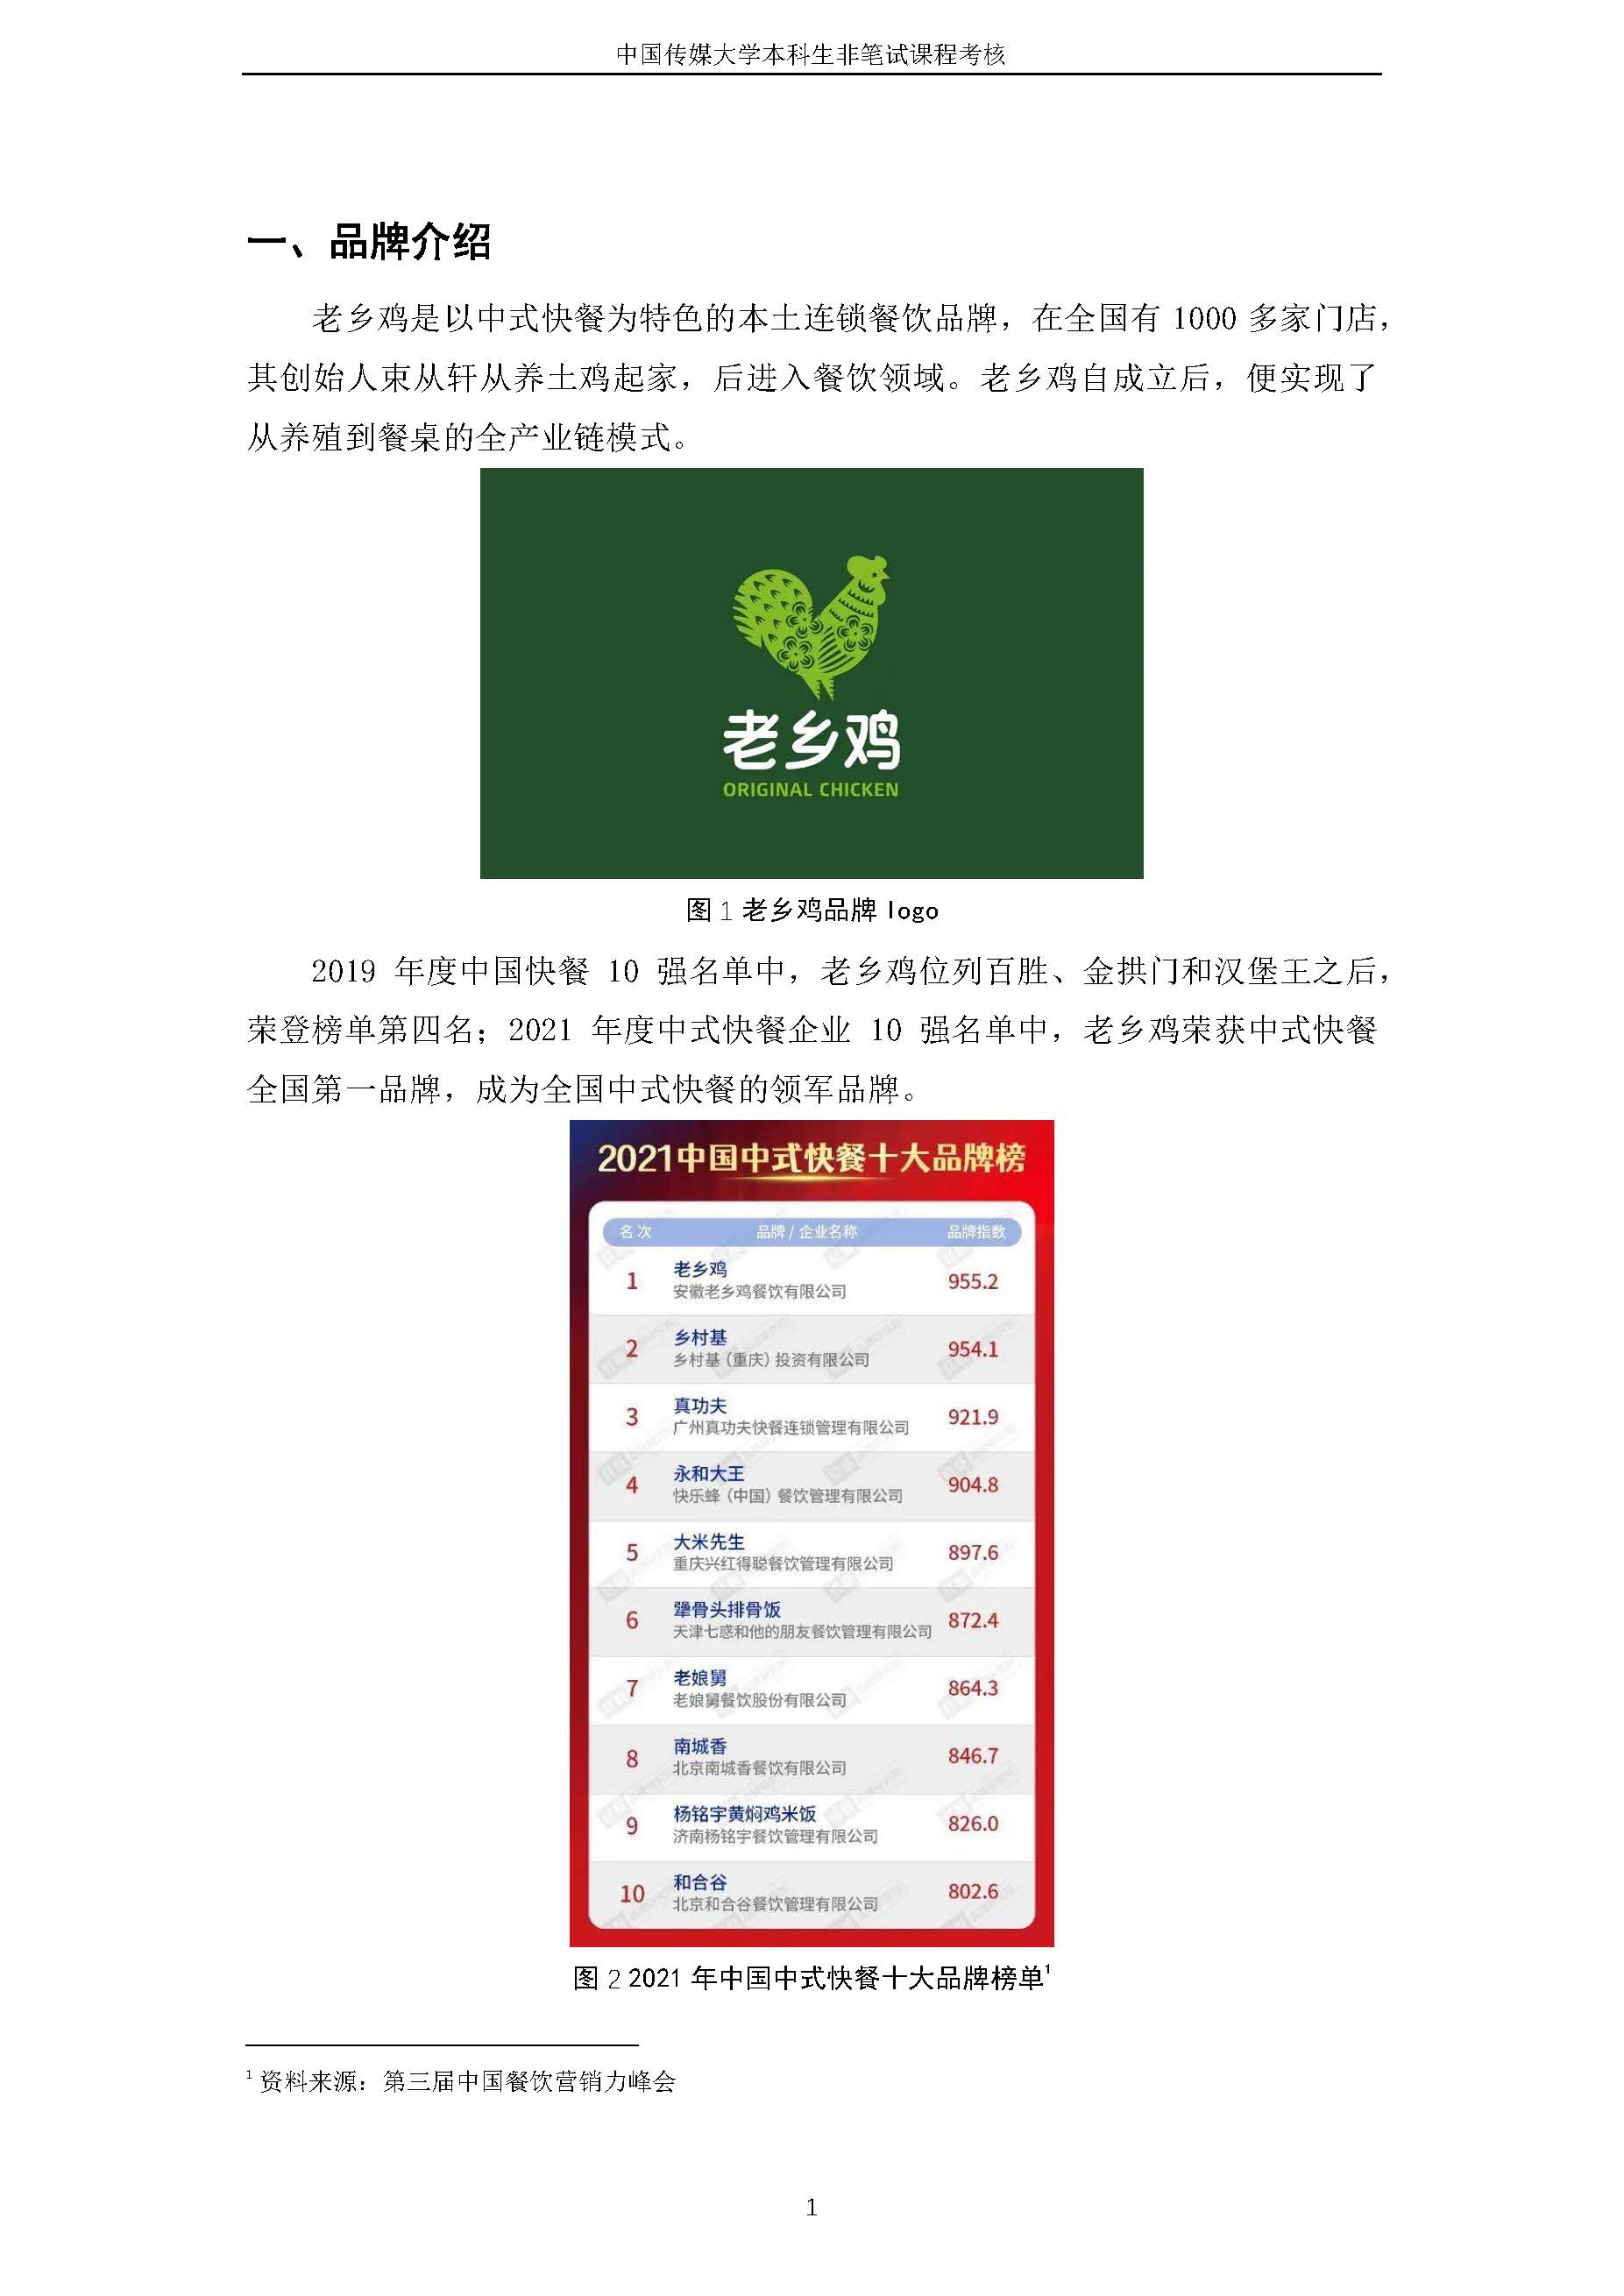 中国传媒大学本科生非笔试课程考核
一、品牌介绍
老乡鸡是以中式快餐为特色的本土连锁餐饮品牌，在全国有 1000 多家门店，
其创始人束从轩从养土鸡起家，后进入餐饮领域。老乡鸡自成立后，便实现了
从养殖到餐桌的全产业链模式。
老乡鸡
ORIGINAL CHICKEN
图 1 老乡鸡品牌 logo
2019 年度中国快餐 10 强名单中，老乡鸡位列百胜、金拱门和汉堡王之后，
荣登榜单第四名；2021 年度中式快餐企业 10 强名单中，老乡鸡荣获中式快餐
全国第一品牌，成为全国中式快餐的领军品牌。
2021中国中式快餐十大品牌榜
名次 品牌 / 企业名称 品牌指数
1 老乡鸡 955.2
安徽老乡鸡餐饮有限公司
2 乡村基 954.1
乡村基（重庆）投资有限公司
3 真功夫 921.9
广州真功夫快餐连锁管理有限公司
4 永和大王 904.8
快乐蜂（中国）餐饮管理有限公司
5 大米先生 897.6
重庆兴红得聪餐饮管理有限公司
6 犟骨头排骨饭 872.4
天津七惑和他的朋友餐饮管理有限公司
7 老娘舅 864.3
老娘舅餐饮股份有限公司
8 南城香 846.7
北京南城香餐饮有限公司
9 杨铭宇黄焖鸡米饭 826.0
济南杨铭宇餐饮管理有限公司
10 和合谷 802.6
北京和合谷餐饮管理有限公司
图 2 2021 年中国中式快餐十大品牌榜单¹
¹ 资料来源：第三届中国餐饮营销力峰会
1